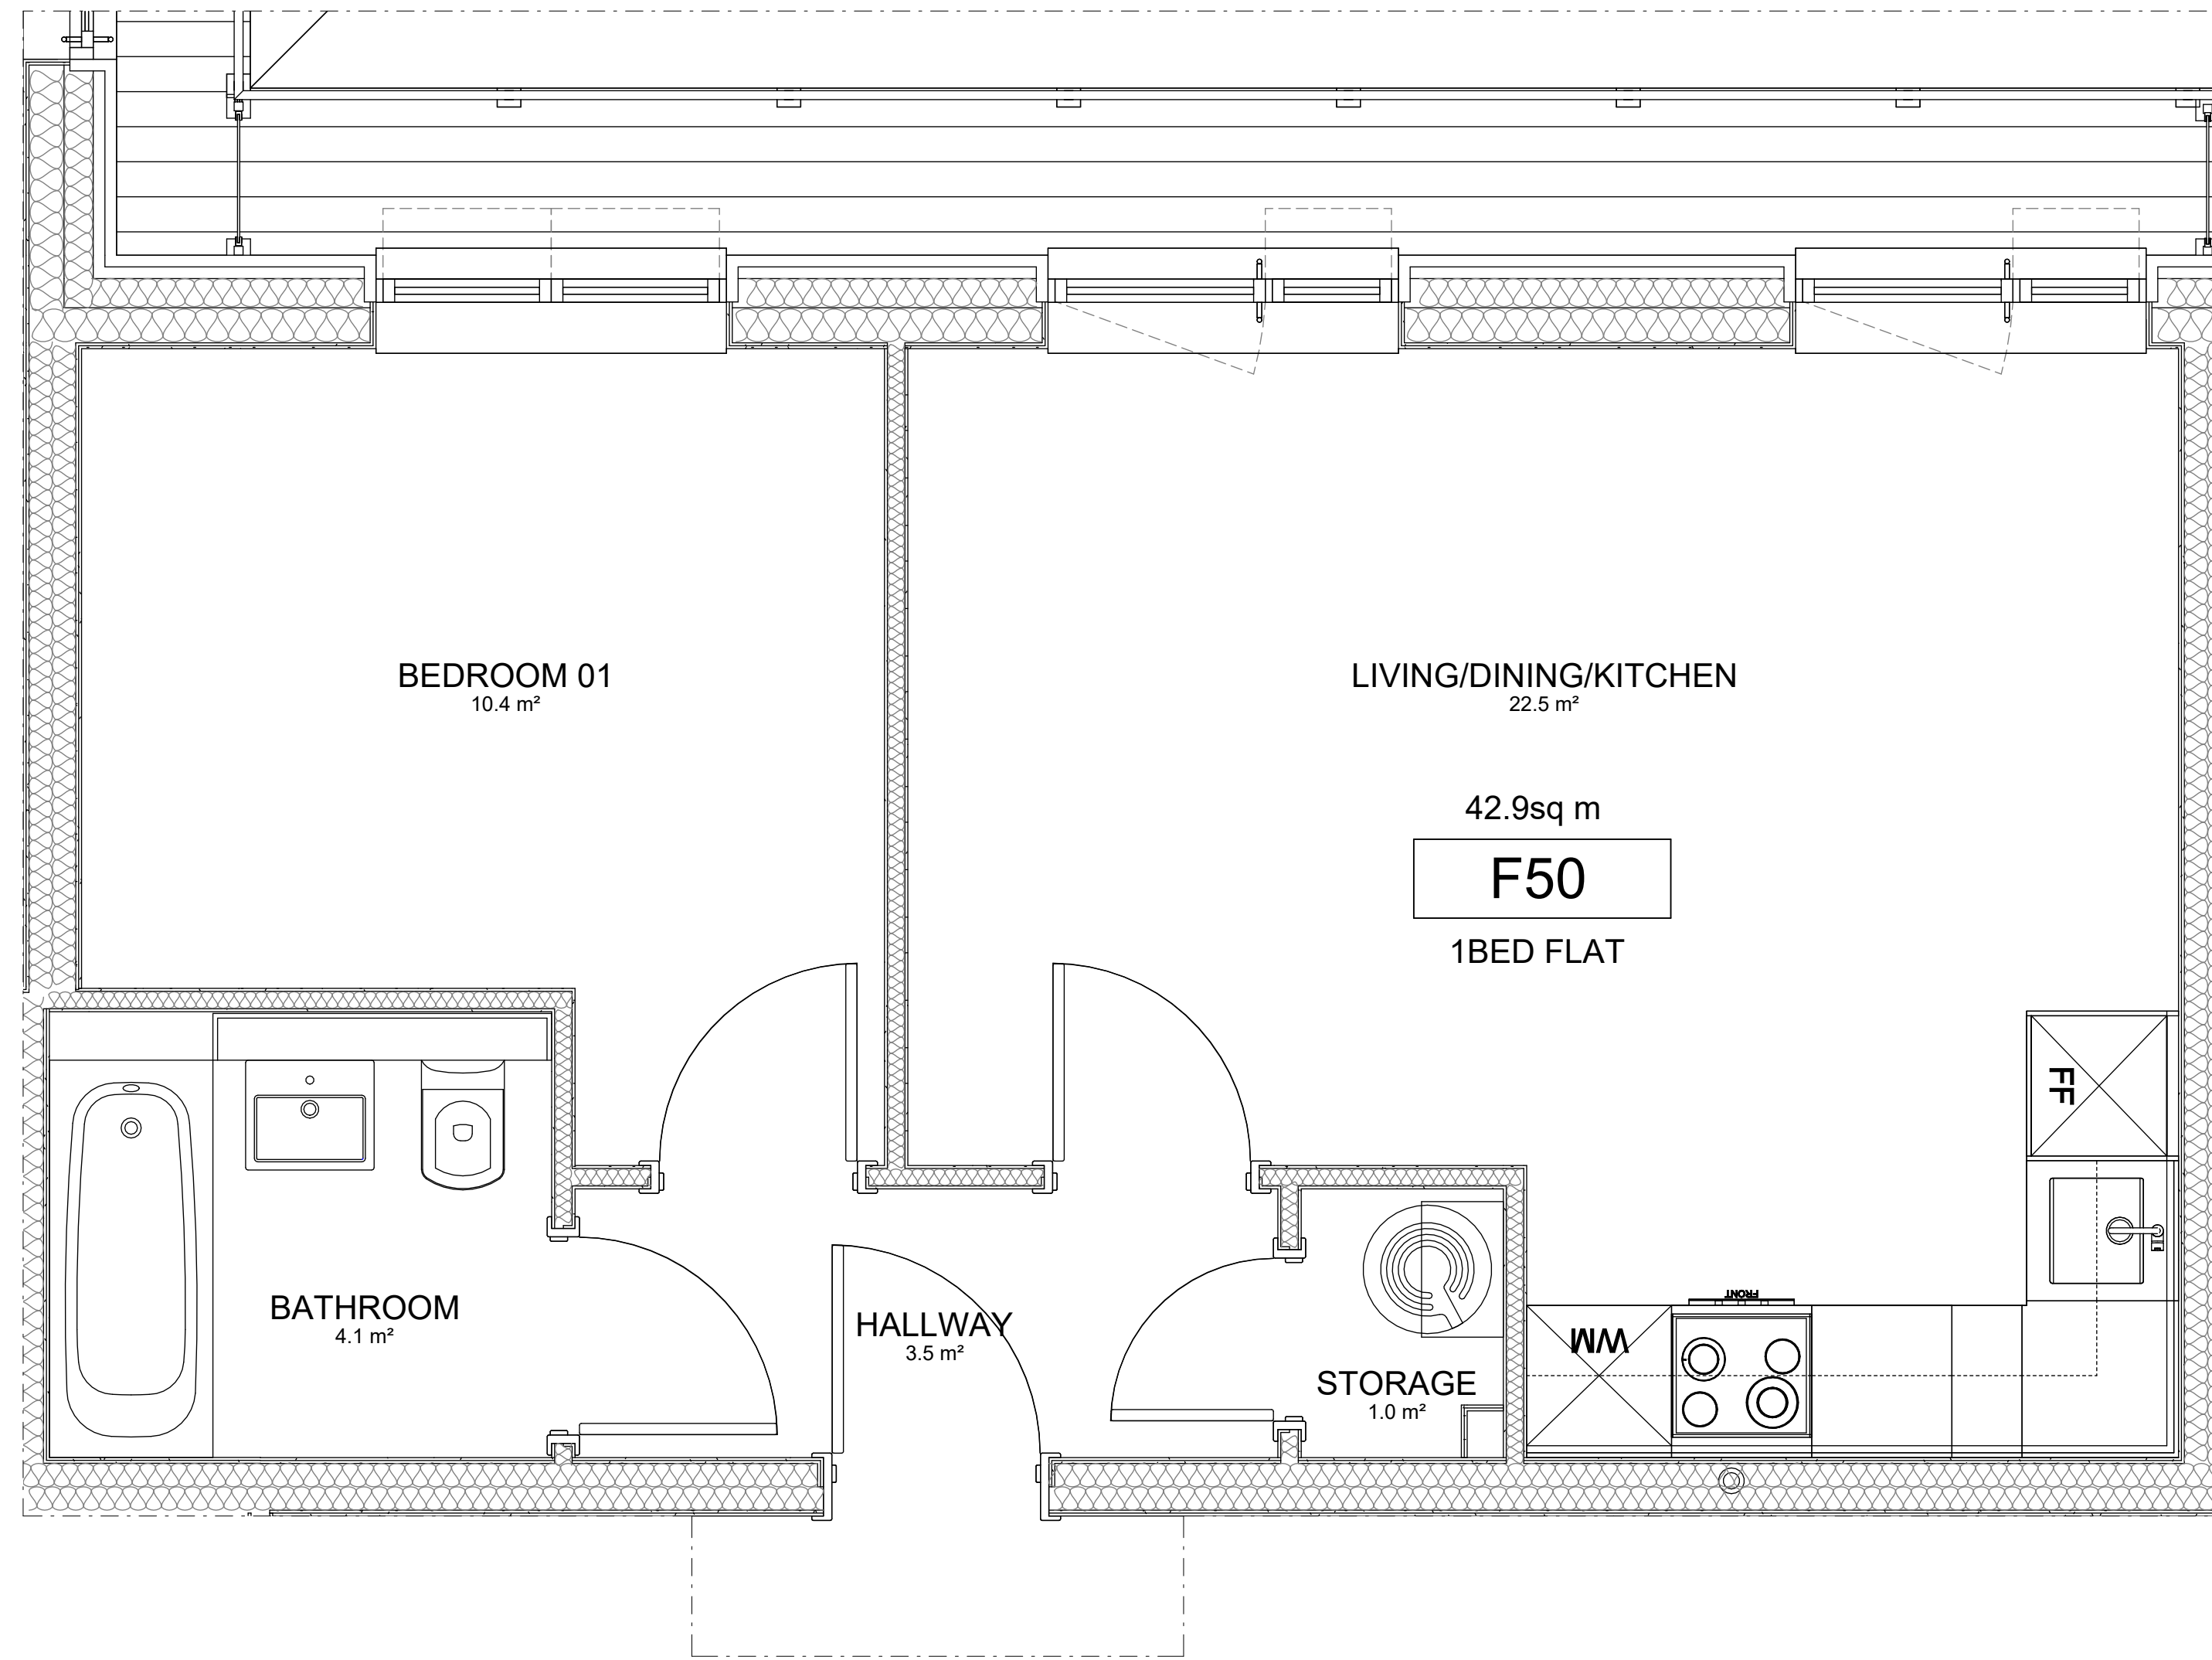 BEDROOM 01
10.4 m²
LIVING/DINING/KITCHEN
22.5 m²
42.9sq m
F50
1BED FLAT
FF
BATHROOM
4.1 m²
HALLWAY
3.5 m²
STORAGE
1.0 m²
FRONT
WM